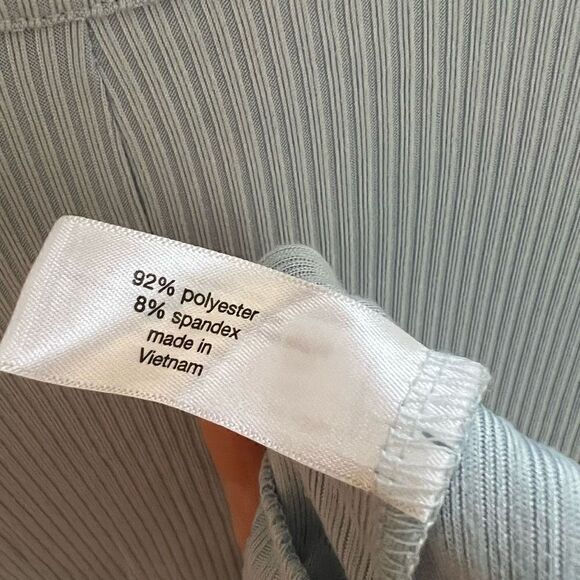 92% polyester
8% spandex
made in
Vietnam